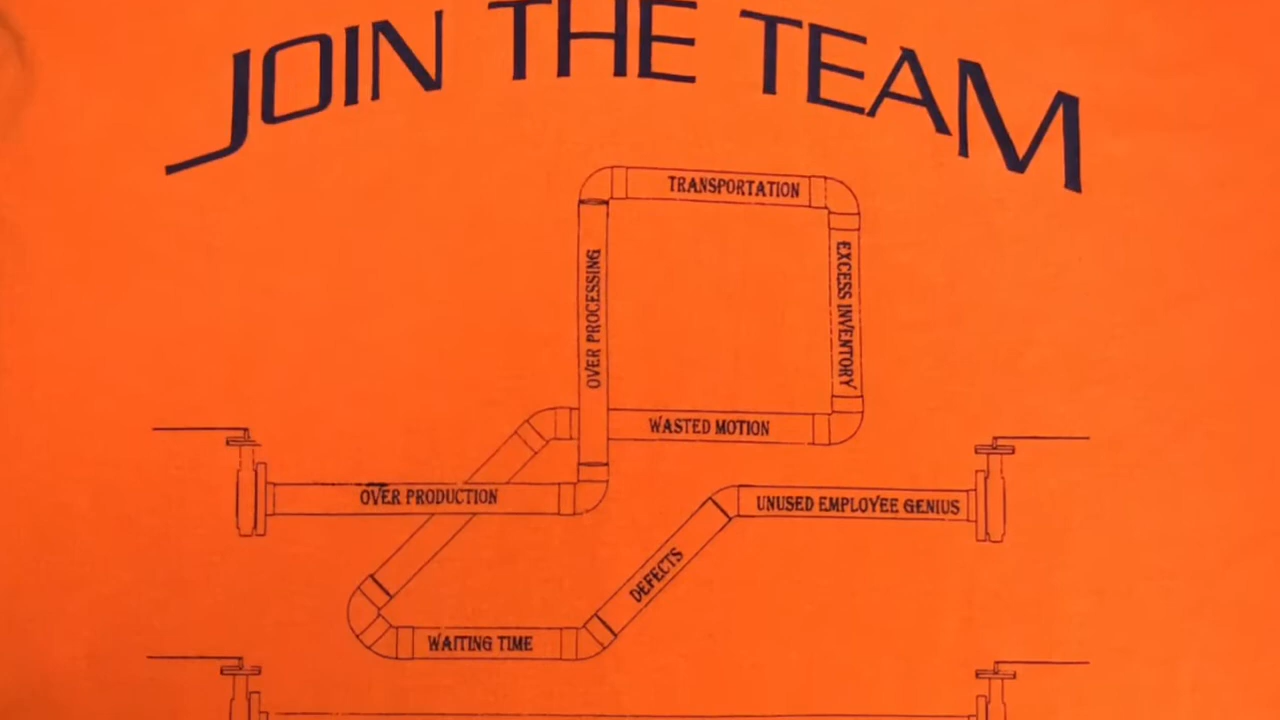 JOIN THE TEAM
TRANSPORTATION
OVER PROCESSING
EXCESS INVENTORY
WASTED MOTION
OVER PRODUCTION
UNUSED EMPLOYEE GENIUS
DEFECTS
WAITING TIME